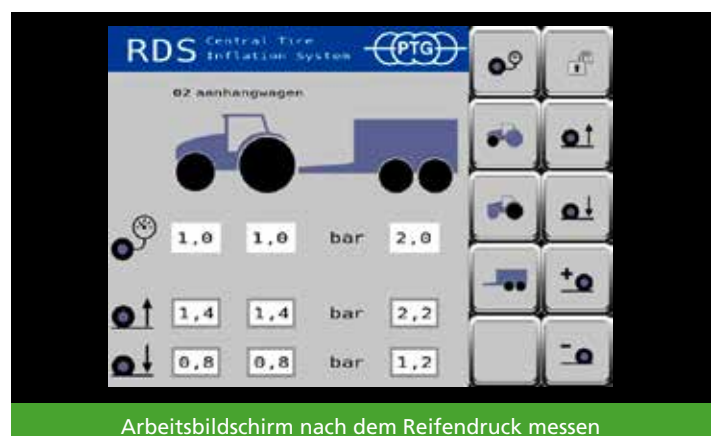 RDS Central Tire
Inflation System
PTG
02 aanhangwagen
1,0 1,0 bar 2,0
1,4 1,4 bar 2,2
0,8 0,8 bar 1,2
Arbeitsbildschirm nach dem Reifendruck messen